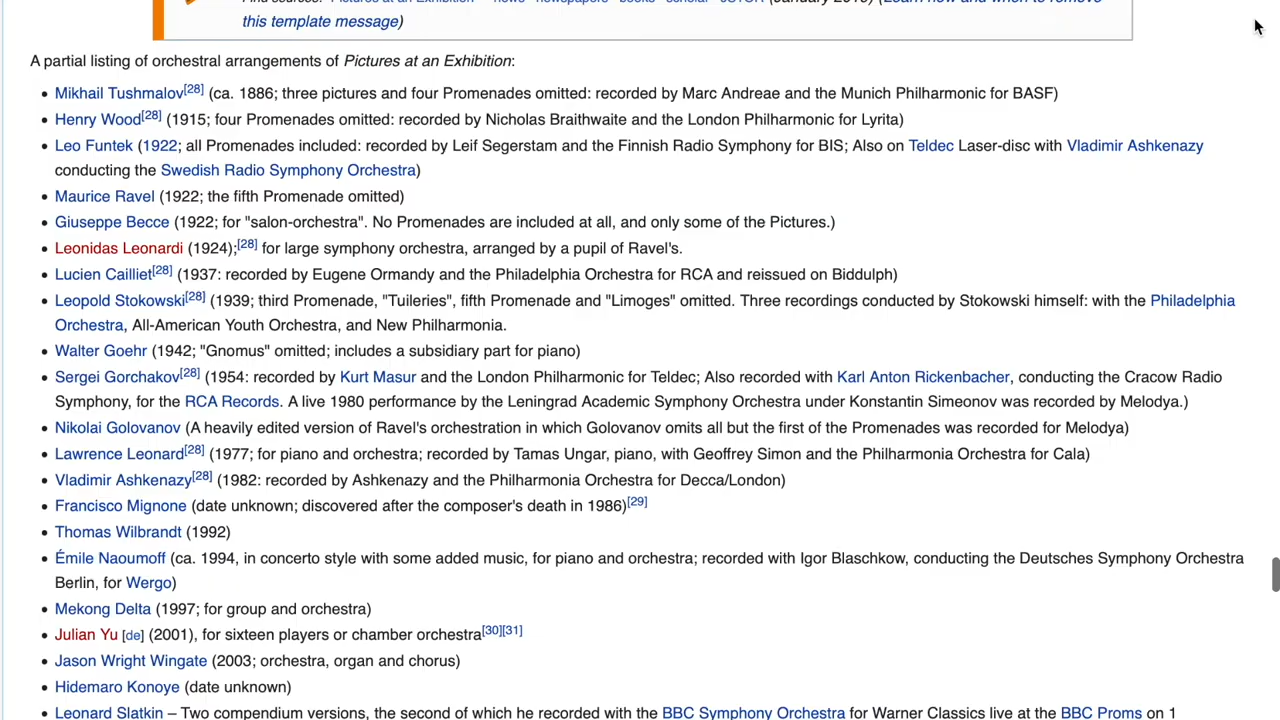 Find sources: "Pictures at an Exhibition" – news · newspapers · books · scholar · JSTOR (January 2018) (Learn how and when to remove
this template message)
A partial listing of orchestral arrangements of Pictures at an Exhibition:
• Mikhail Tushmalov[28] (ca. 1886; three pictures and four Promenades omitted: recorded by Marc Andreae and the Munich Philharmonic for BASF)
• Henry Wood[28] (1915; four Promenades omitted: recorded by Nicholas Braithwaite and the London Philharmonic for Lyrita)
• Leo Funtek (1922; all Promenades included: recorded by Leif Segerstam and the Finnish Radio Symphony for BIS; Also on Teldec Laser-disc with Vladimir Ashkenazy
conducting the Swedish Radio Symphony Orchestra)
• Maurice Ravel (1922; the fifth Promenade omitted)
• Giuseppe Becce (1922; for "salon-orchestra". No Promenades are included at all, and only some of the Pictures.)
• Leonidas Leonardi (1924);[28] for large symphony orchestra, arranged by a pupil of Ravel's.
• Lucien Cailliet[28] (1937: recorded by Eugene Ormandy and the Philadelphia Orchestra for RCA and reissued on Biddulph)
• Leopold Stokowski[28] (1939; third Promenade, "Tuileries", fifth Promenade and "Limoges" omitted. Three recordings conducted by Stokowski himself: with the Philadelphia
Orchestra, All-American Youth Orchestra, and New Philharmonia.
• Walter Goehr (1942; "Gnomus" omitted; includes a subsidiary part for piano)
• Sergei Gorchakov[28] (1954: recorded by Kurt Masur and the London Philharmonic for Teldec; Also recorded with Karl Anton Rickenbacher, conducting the Cracow Radio
Symphony, for the RCA Records. A live 1980 performance by the Leningrad Academic Symphony Orchestra under Konstantin Simeonov was recorded by Melodya.)
• Nikolai Golovanov (A heavily edited version of Ravel's orchestration in which Golovanov omits all but the first of the Promenades was recorded for Melodya)
• Lawrence Leonard[28] (1977; for piano and orchestra; recorded by Tamas Ungar, piano, with Geoffrey Simon and the Philharmonia Orchestra for Cala)
• Vladimir Ashkenazy[28] (1982: recorded by Ashkenazy and the Philharmonia Orchestra for Decca/London)
• Francisco Mignone (date unknown; discovered after the composer's death in 1986)[29]
• Thomas Wilbrandt (1992)
• Émile Naoumoff (ca. 1994, in concerto style with some added music, for piano and orchestra; recorded with Igor Blaschkow, conducting the Deutsches Symphony Orchestra
Berlin, for Wergo)
• Mekong Delta (1997; for group and orchestra)
• Julian Yu [de] (2001), for sixteen players or chamber orchestra[30][31]
• Jason Wright Wingate (2003; orchestra, organ and chorus)
• Hidemaro Konoye (date unknown)
• Leonard Slatkin – Two compendium versions, the second of which he recorded with the BBC Symphony Orchestra for Warner Classics live at the BBC Proms on 1